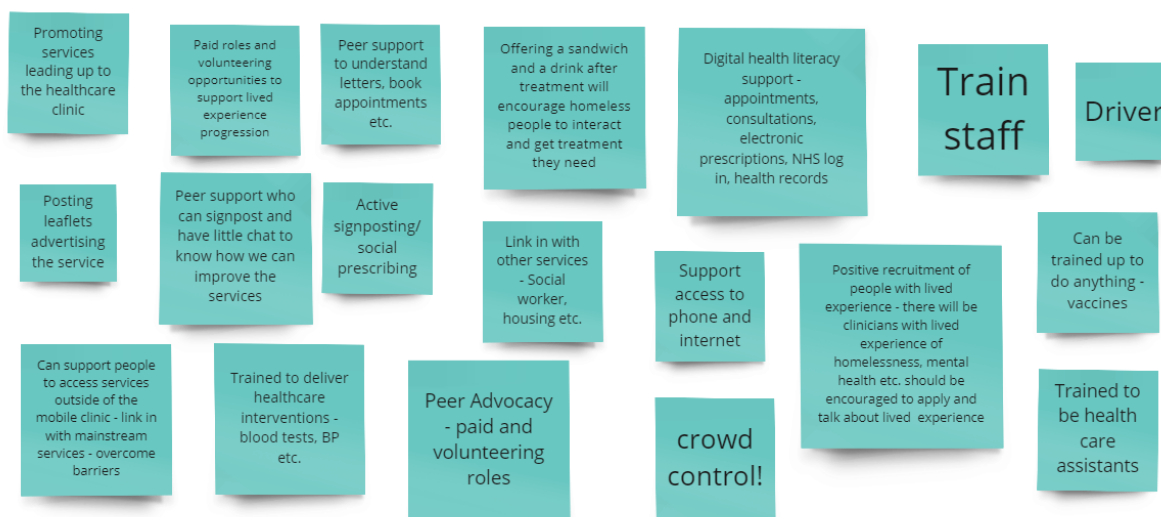 Promoting
services
leading up to
the healthcare
clinic
Paid roles and
volunteering
opportunities to
support lived
experience
progression
Peer support
to understand
letters, book
appointments
etc.
Offering a sandwich
and a drink after
treatment will
encourage homeless
people to interact
and get treatment
they need
Digital health literacy
support -
appointments,
consultations,
electronic
prescriptions, NHS log
in, health records
Train
staff
Driver
Posting
leaflets
advertising
the service
Peer support who
can signpost and
have little chat to
know how we can
improve the
services
Active
signposting/
social
prescribing
Link in with
other services
- Social
worker,
housing etc.
Support
access to
phone and
internet
Positive recruitment of
people with lived
experience - there will be
clinicians with lived
experience of
homelessness, mental
health etc. should be
encouraged to apply and
talk about lived experience
Can be
trained up to
do anything -
vaccines
Can support people
to access services
outside of the
mobile clinic - link in
with mainstream
services - overcome
barriers
Trained to deliver
healthcare
interventions -
blood tests, BP
etc.
Peer Advocacy
- paid and
volunteering
roles
crowd
control!
Trained to
be health
care
assistants